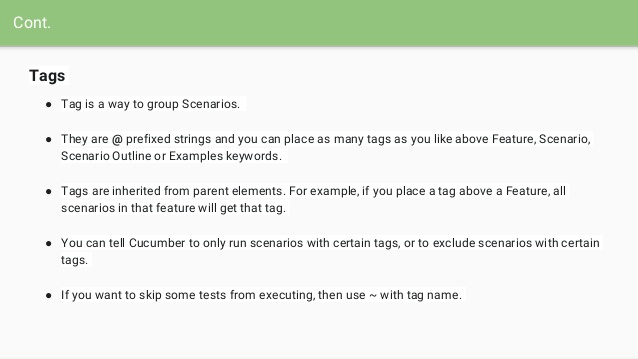 Cont.
Tags
● Tag is a way to group Scenarios.
● They are @ prefixed strings and you can place as many tags as you like above Feature, Scenario,
Scenario Outline or Examples keywords.
● Tags are inherited from parent elements. For example, if you place a tag above a Feature, all
scenarios in that feature will get that tag.
● You can tell Cucumber to only run scenarios with certain tags, or to exclude scenarios with certain
tags.
● If you want to skip some tests from executing, then use ~ with tag name.